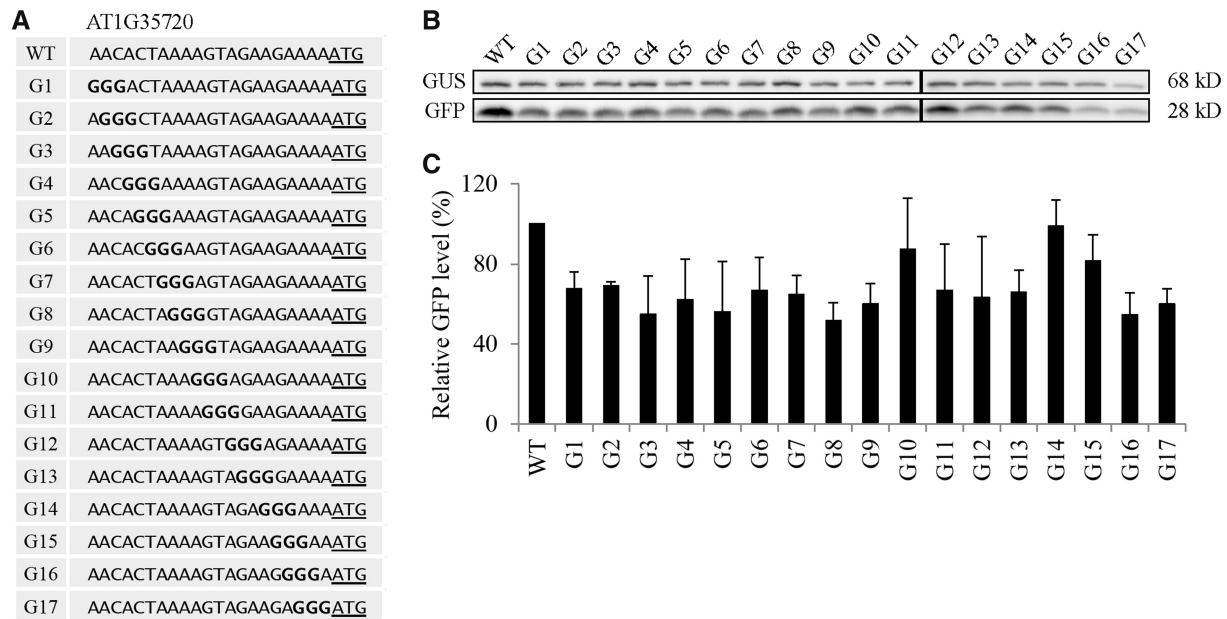 A
AT1G35720
WT AACACTAAAAGTAGAAGAAAAATG
G1 GGGACTAAAAGTAGAAGAAAAATG
G2 AGGGCTAAAAGTAGAAGAAAAATG
G3 AAGGGTAAAAGTAGAAGAAAAATG
G4 AACGGGAAAAGTAGAAGAAAAATG
G5 AACAGGGAAAGTAGAAGAAAAATG
G6 AACACGGGAAGTAGAAGAAAAATG
G7 AACACTGGGAGTAGAAGAAAAATG
G8 AACACTAGGGGTAGAAGAAAAATG
G9 AACACTAAGGGTAGAAGAAAAATG
G10 AACACTAAAGGGAGAAGAAAAATG
G11 AACACTAAAAGGGGAAGAAAAATG
G12 AACACTAAAAGTGGGAGAAAAATG
G13 AACACTAAAAGTAGGGGAAAAATG
G14 AACACTAAAAGTAGAGGGAAAATG
G15 AACACTAAAAGTAGAAGGGAAATG
G16 AACACTAAAAGTAGAAGGGGAATG
G17 AACACTAAAAGTAGAAGAGGGATG
B
WT G1 G2 G3 G4 G5 G6 G7 G8 G9 G10 G11 G12 G13 G14 G15 G16 G17
GUS 68 kD
GFP 28 kD
C
Relative GFP level (%)
120
80
40
0
WT G1 G2 G3 G4 G5 G6 G7 G8 G9 G10 G11 G12 G13 G14 G15 G16 G17